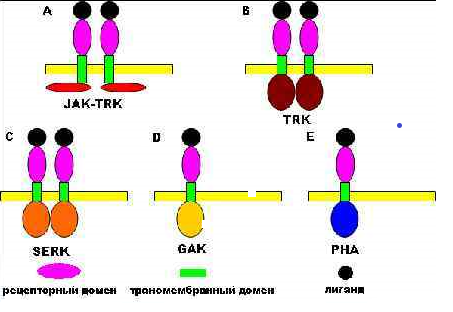 A B
JAK-TRK TRK
C D E
SERK GAK PHA
рецепторный домен трансмембранный домен лиганд